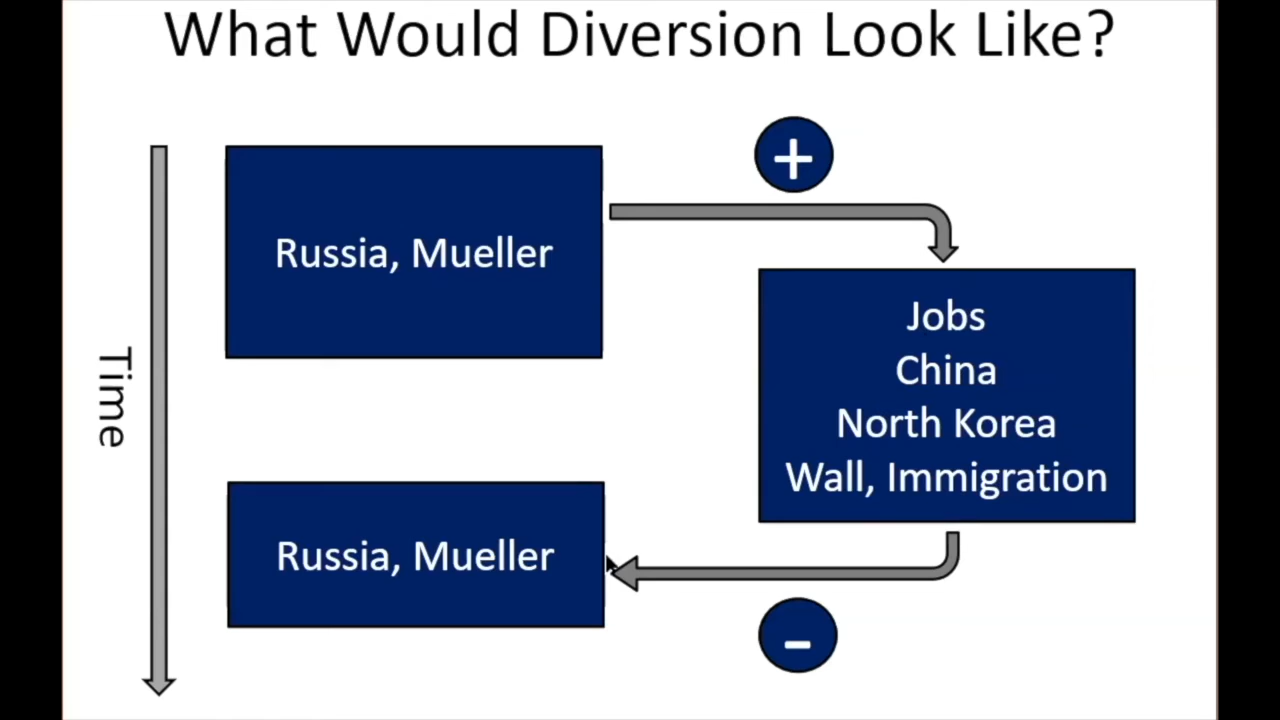 What Would Diversion Look Like?
+
Russia, Mueller
Jobs
China
North Korea
Wall, Immigration
Time
Russia, Mueller
-